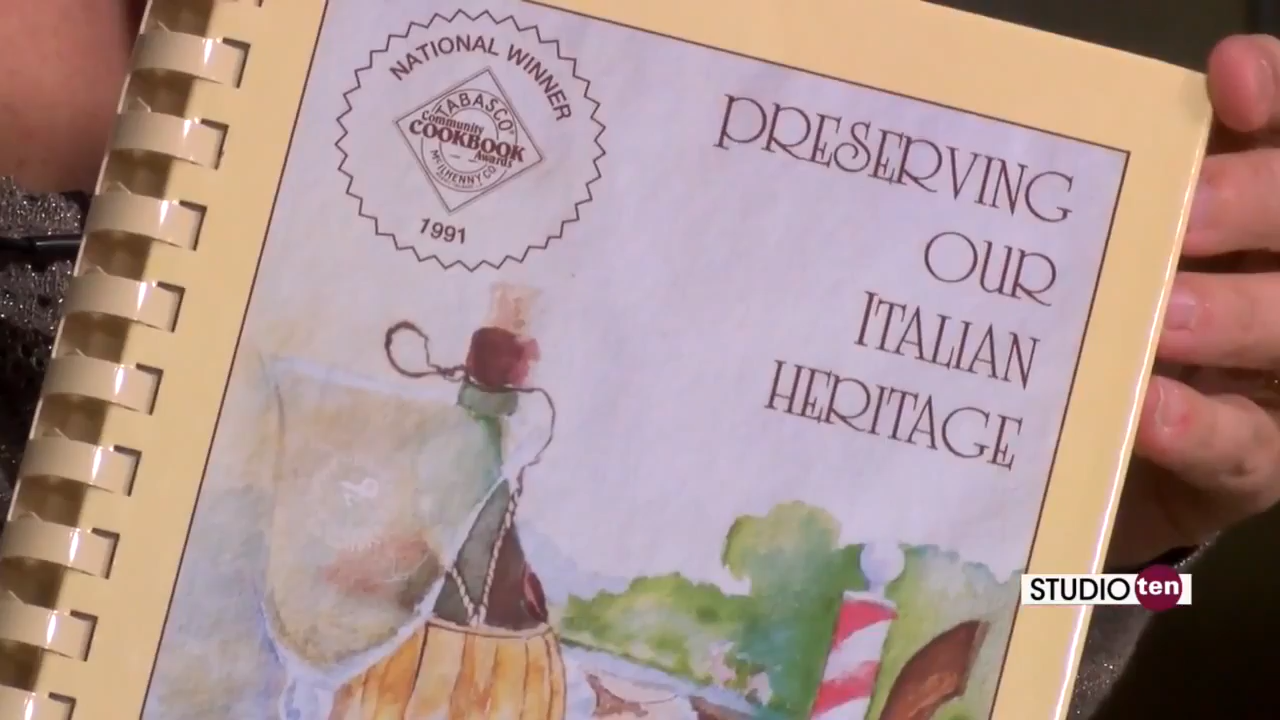 NATIONAL WINNER
TABASCO®
Community
COOKBOOK
Awards
McILHENNY CO.
1991
PRESERVING
OUR
ITALIAN
HERITAGE
STUDIO ten